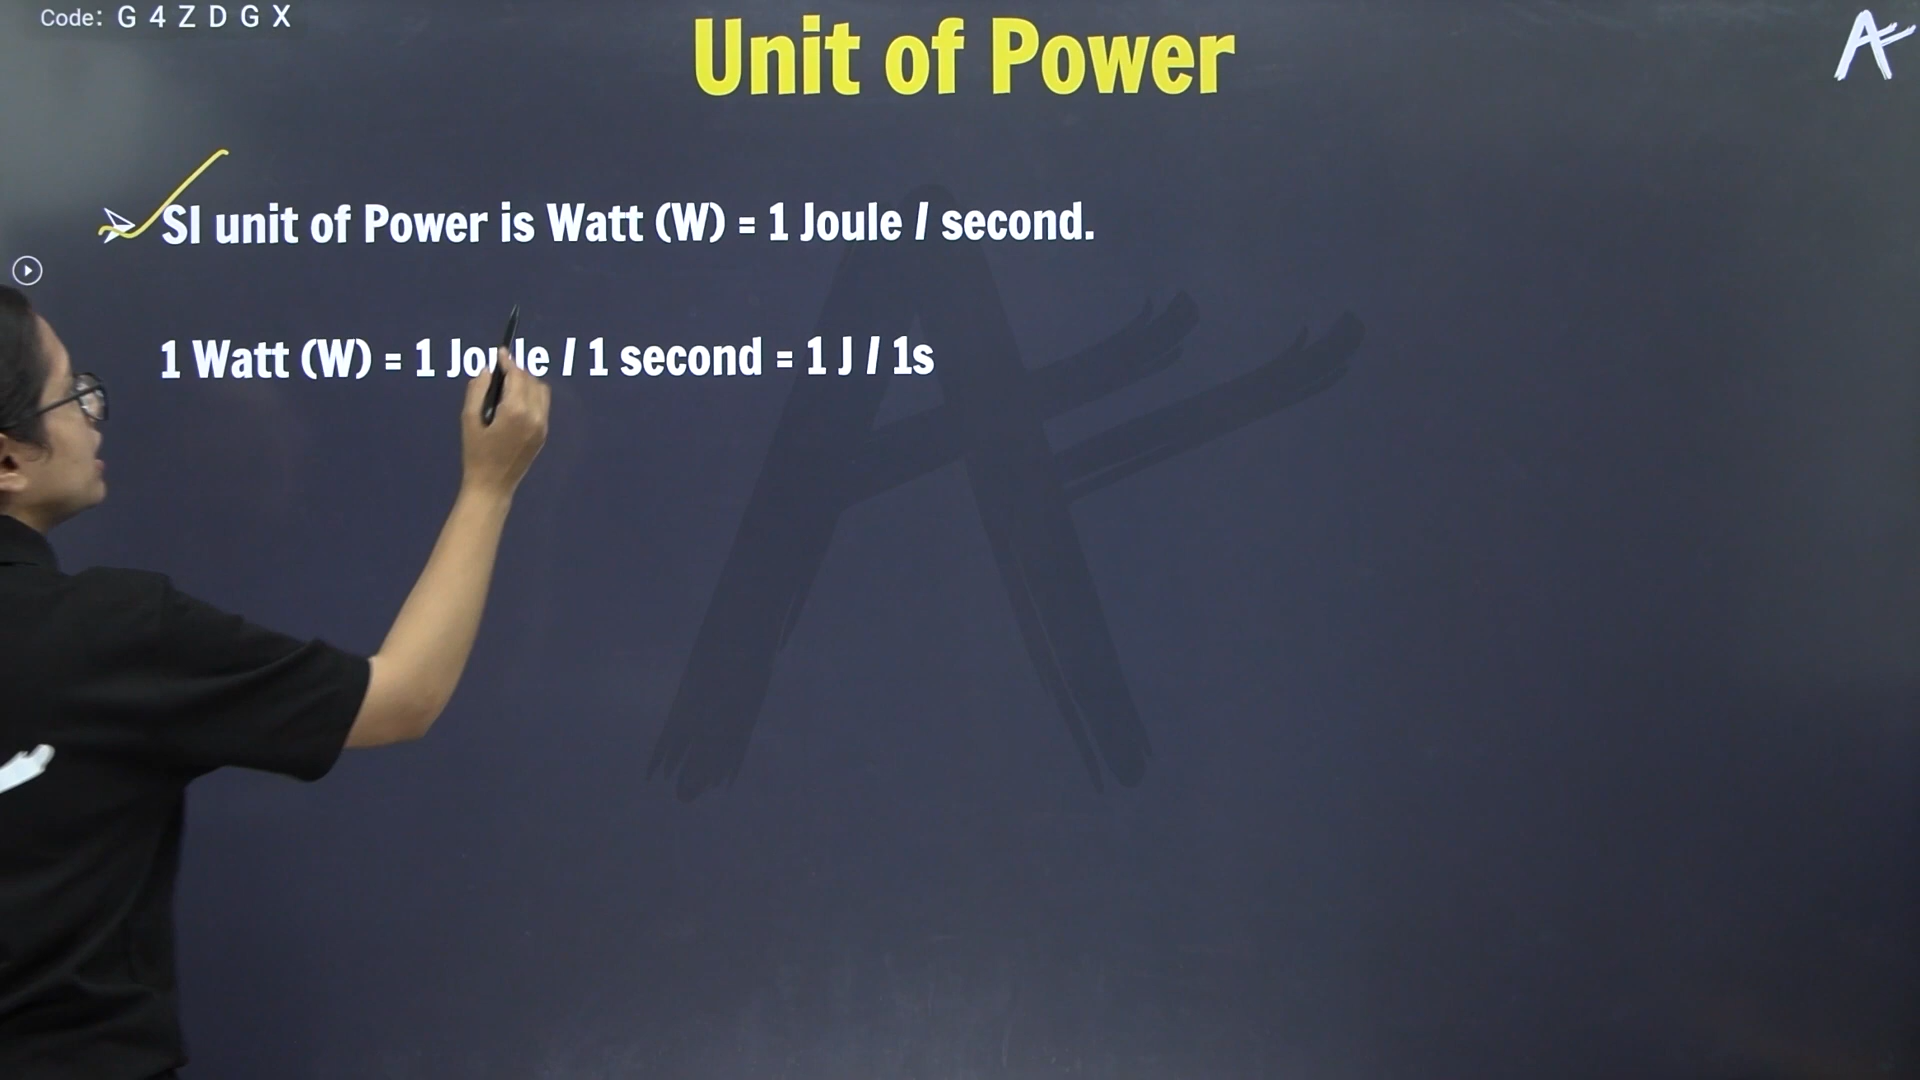 Code: G 4 Z D G X
Unit of Power
SI unit of Power is Watt (W) = 1 Joule / second.
1 Watt (W) = 1 Joule / 1 second = 1 J / 1s